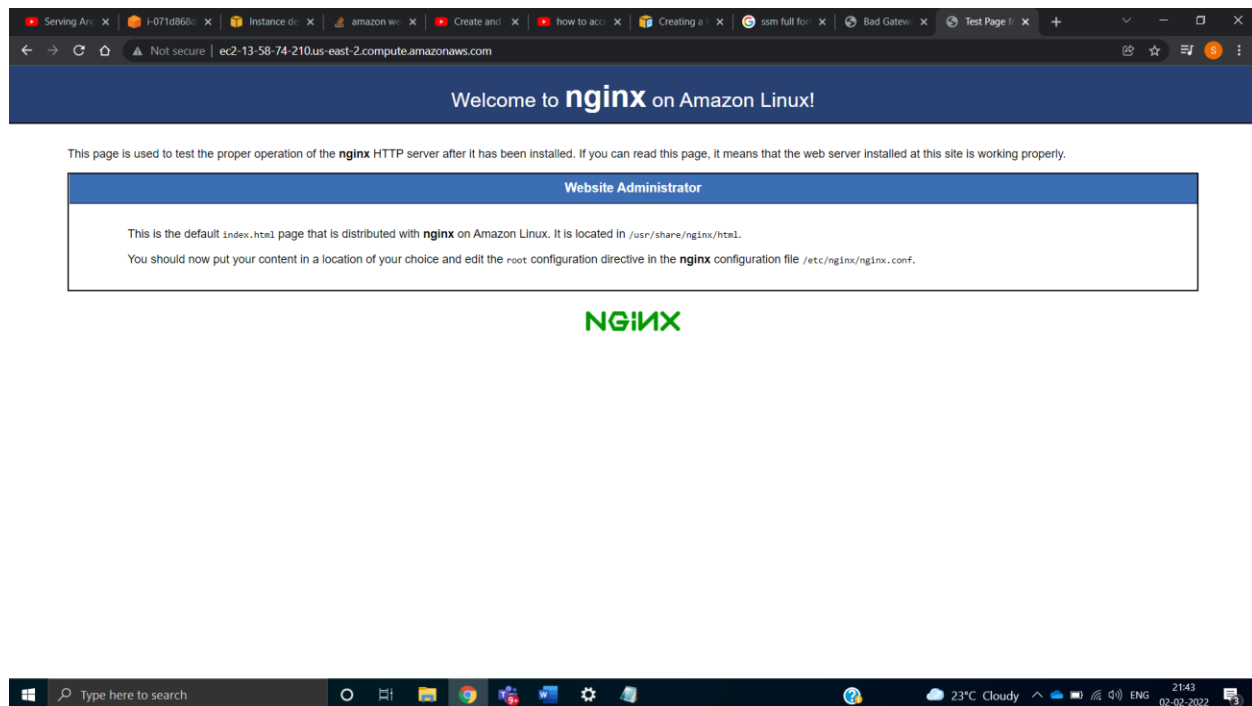 Serving An
i-071d868d
Instance de
amazon we
Create and
how to acc
Creating a
ssm full for
Bad Gatew
Test Page f
Not secure | ec2-13-58-74-210.us-east-2.compute.amazonaws.com
S
Welcome to nginx on Amazon Linux!
This page is used to test the proper operation of the nginx HTTP server after it has been installed. If you can read this page, it means that the web server installed at this site is working properly.
Website Administrator
This is the default index.html page that is distributed with nginx on Amazon Linux. It is located in /usr/share/nginx/html.
You should now put your content in a location of your choice and edit the root configuration directive in the nginx configuration file /etc/nginx/nginx.conf.
NGINX
Type here to search
23°C Cloudy
ENG
21:43
02-02-2022
3